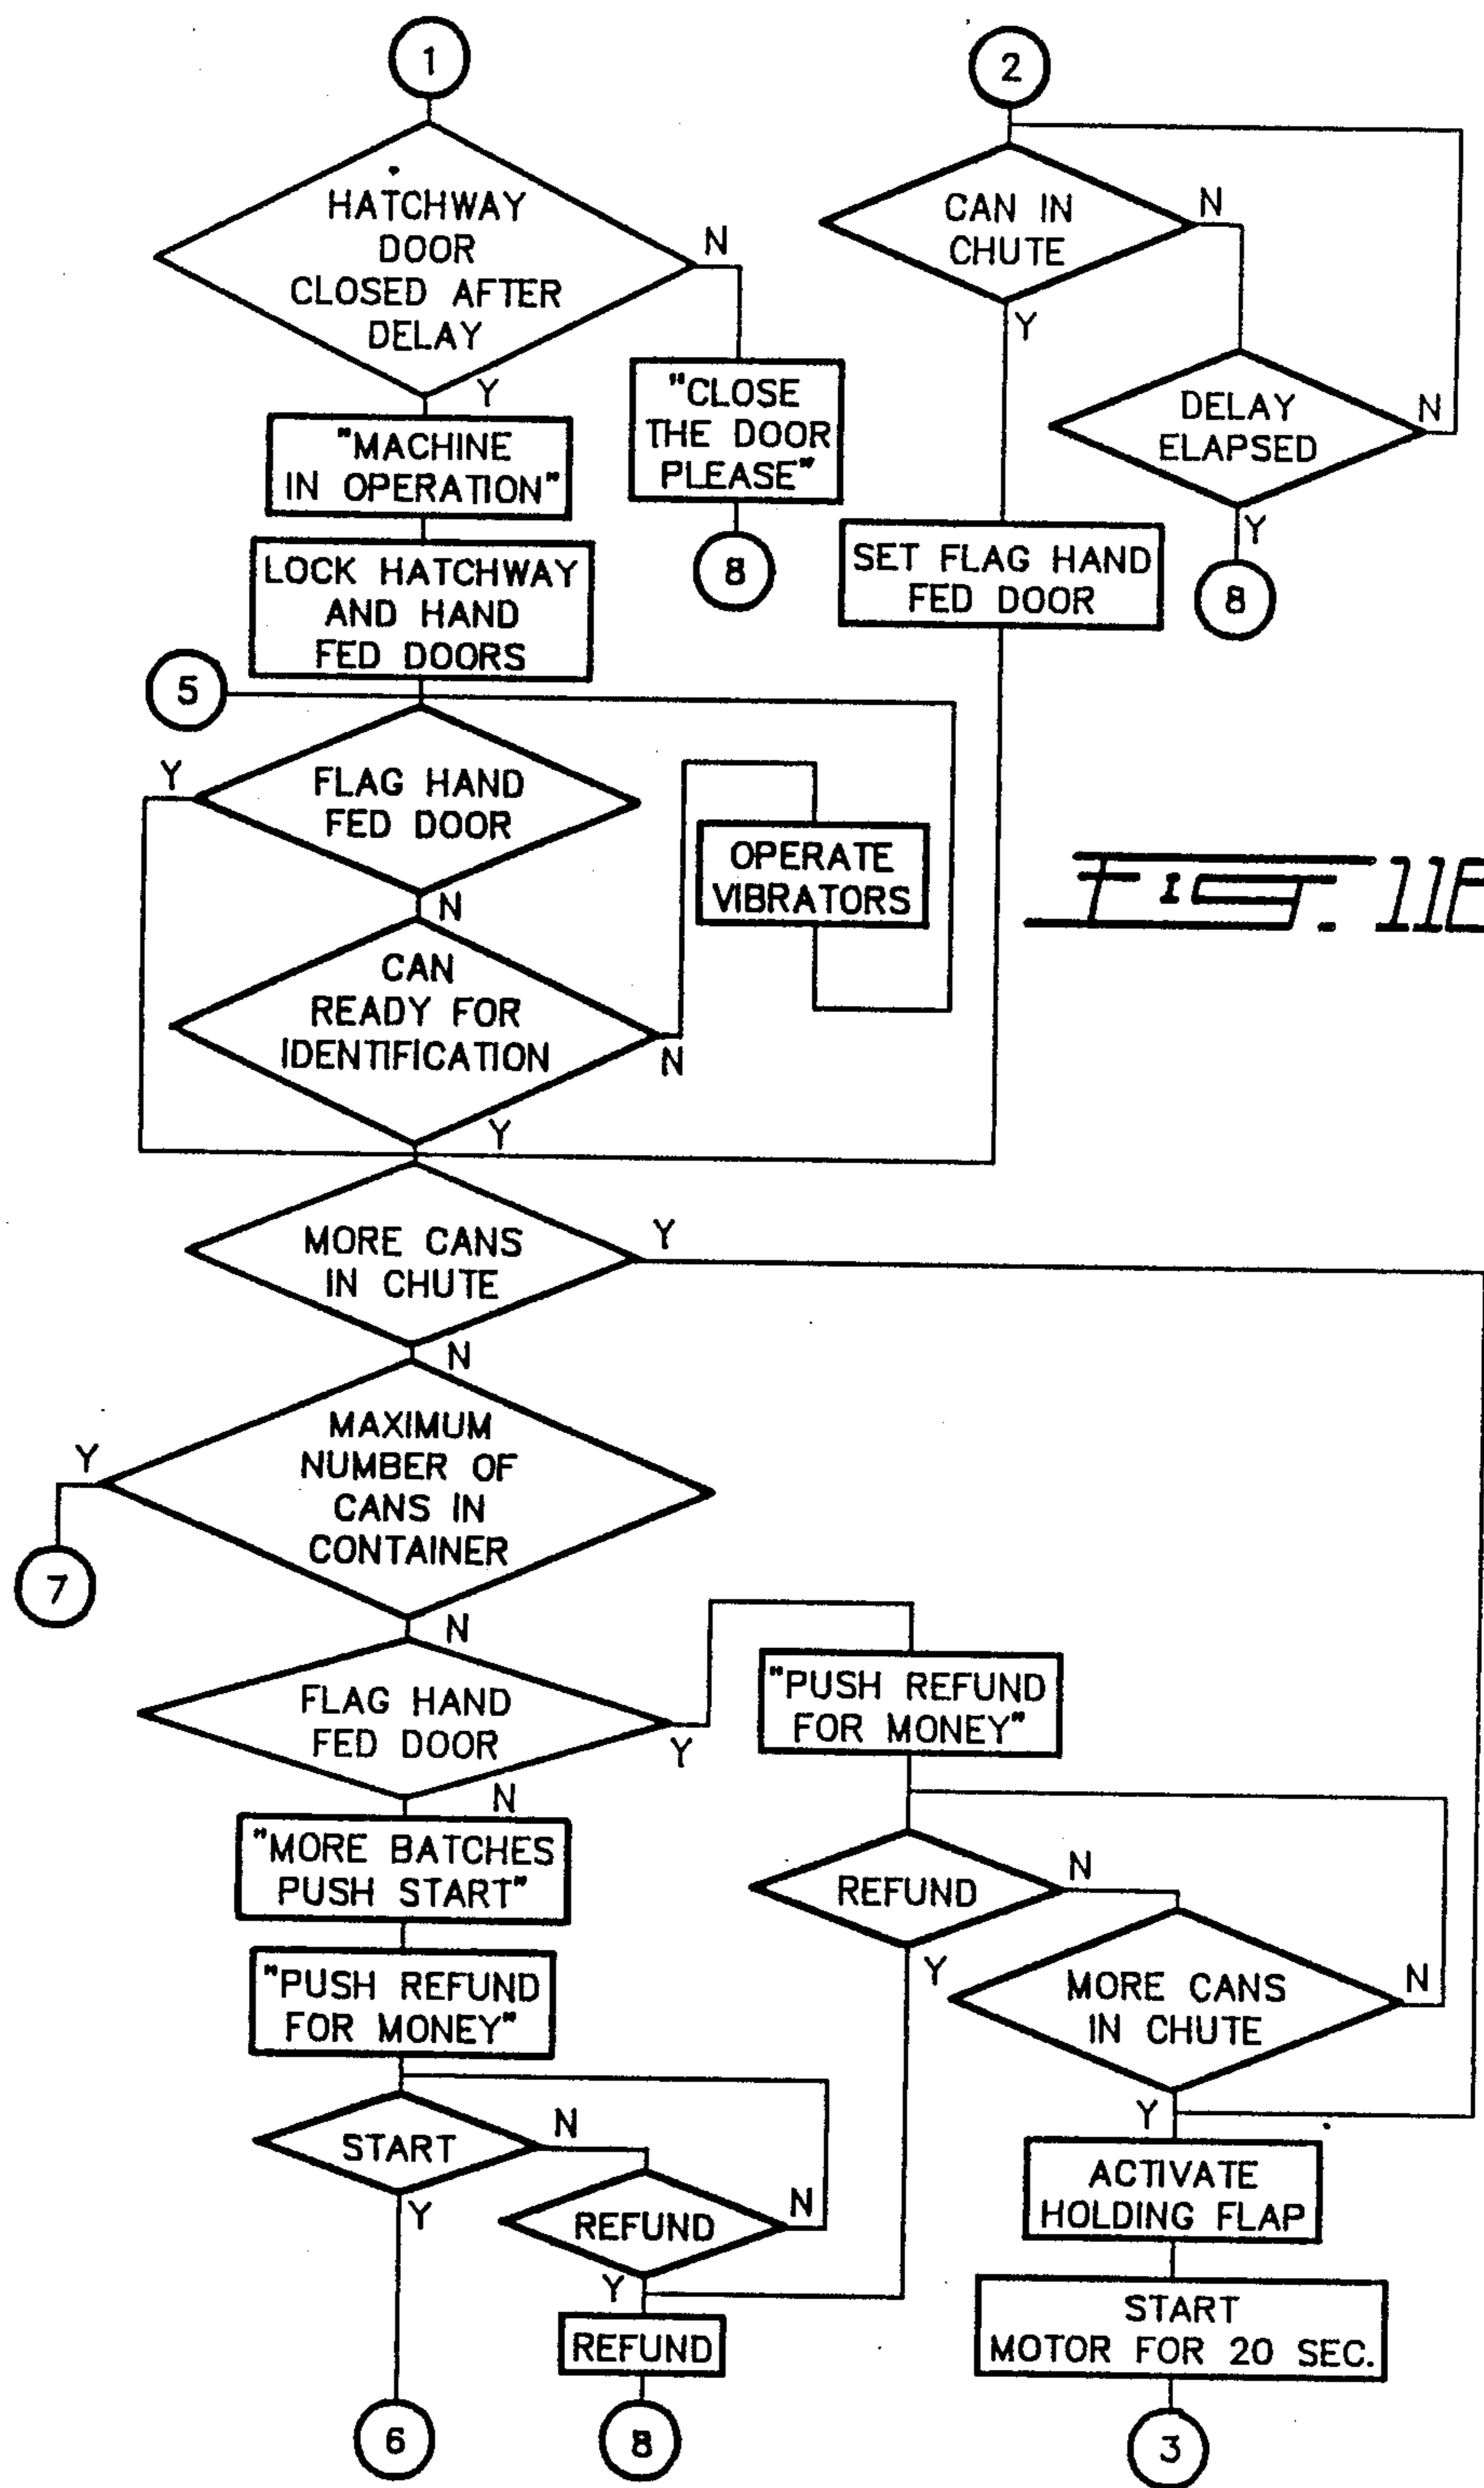 1
2
HATCHWAY
DOOR
CLOSED AFTER
DELAY
N
Y
CAN IN
CHUTE
N
Y
"CLOSE
THE DOOR
PLEASE"
8
DELAY
ELAPSED
N
Y
8
"MACHINE
IN OPERATION"
LOCK HATCHWAY
AND HAND
FED DOORS
SET FLAG HAND
FED DOOR
5
Y
FLAG HAND
FED DOOR
N
OPERATE
VIBRATORS
FIG. 11B
CAN
READY FOR
IDENTIFICATION
N
Y
MORE CANS
IN CHUTE
Y
N
Y
MAXIMUM
NUMBER OF
CANS IN
CONTAINER
7
N
FLAG HAND
FED DOOR
Y
N
"PUSH REFUND
FOR MONEY"
"MORE BATCHES
PUSH START"
REFUND
N
Y
"PUSH REFUND
FOR MONEY"
MORE CANS
IN CHUTE
N
Y
START
N
Y
REFUND
N
Y
ACTIVATE
HOLDING FLAP
REFUND
START
MOTOR FOR 20 SEC.
6
8
3